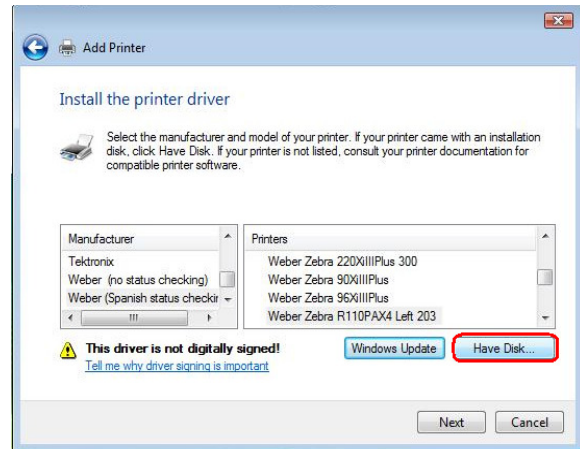 Add Printer
Install the printer driver
Select the manufacturer and model of your printer. If your printer came with an installation
disk, click Have Disk. If your printer is not listed, consult your printer documentation for
compatible printer software.
Manufacturer
Tektronix
Weber (no status checking)
Weber (Spanish status checkir
Printers
Weber Zebra 220XiIIIPlus 300
Weber Zebra 90XiIIIPlus
Weber Zebra 96XiIIIPlus
Weber Zebra R110PAX4 Left 203
This driver is not digitally signed!
Tell me why driver signing is important
Windows Update
Have Disk...
Next
Cancel